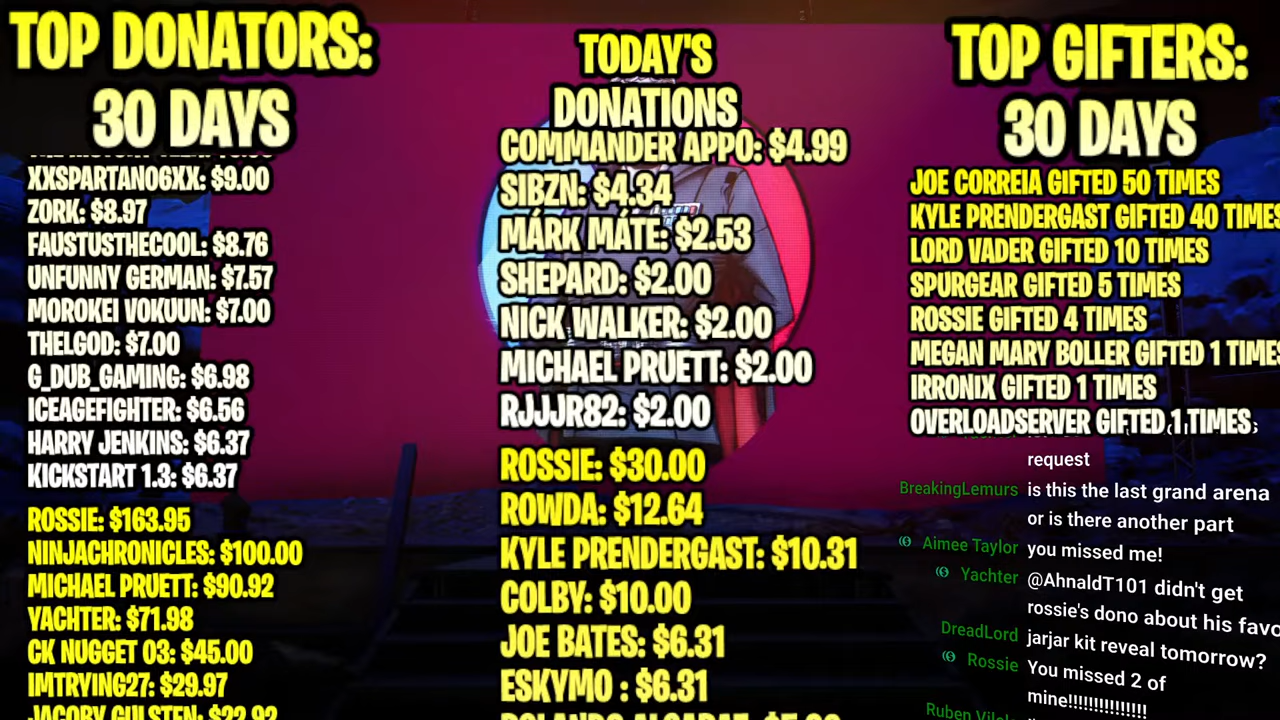 TOP DONATORS:
30 DAYS
XXSPARTAN06XX: $9.00
ZORK: $8.97
FAUSTUSTHECOOL: $8.76
UNFUNNY GERMAN: $7.57
MOROKEI VOKUUN: $7.00
THELGOD: $7.00
G_DUB_GAMING: $6.98
ICEAGEFIGHTER: $6.56
HARRY JENKINS: $6.37
KICKSTART 1.3: $6.37
ROSSIE: $163.95
NINJACHRONICLES: $100.00
MICHAEL PRUETT: $90.92
YACHTER: $71.98
CK NUGGET 03: $45.00
IMTRYING27: $29.97
JACOBY GULSTEN: $22.92
TODAY'S
DONATIONS
COMMANDER APPO: $4.99
SIBZN: $4.34
MÁRK MÁTÉ: $2.53
SHEPARD: $2.00
NICK WALKER: $2.00
MICHAEL PRUETT: $2.00
RJJJR82: $2.00
ROSSIE: $30.00
ROWDA: $12.64
KYLE PRENDERGAST: $10.31
COLBY: $10.00
JOE BATES: $6.31
ESKYMO : $6.31
TOP GIFTERS:
30 DAYS
JOE CORREIA GIFTED 50 TIMES
KYLE PRENDERGAST GIFTED 40 TIMES
LORD VADER GIFTED 10 TIMES
SPURGEAR GIFTED 5 TIMES
ROSSIE GIFTED 4 TIMES
MEGAN MARY BOLLER GIFTED 1 TIMES
IRRONIX GIFTED 1 TIMES
OVERLOADSERVER GIFTED 1 TIMES
request
BreakingLemurs is this the last grand arena
or is there another part
Aimee Taylor you missed me!
Yachter @AhnaldT101 didn't get
rossie's dono about his favo
DreadLord jarjar kit reveal tomorrow?
Rossie You missed 2 of
mine!!!!!!!!!!!!!!!
Ruben